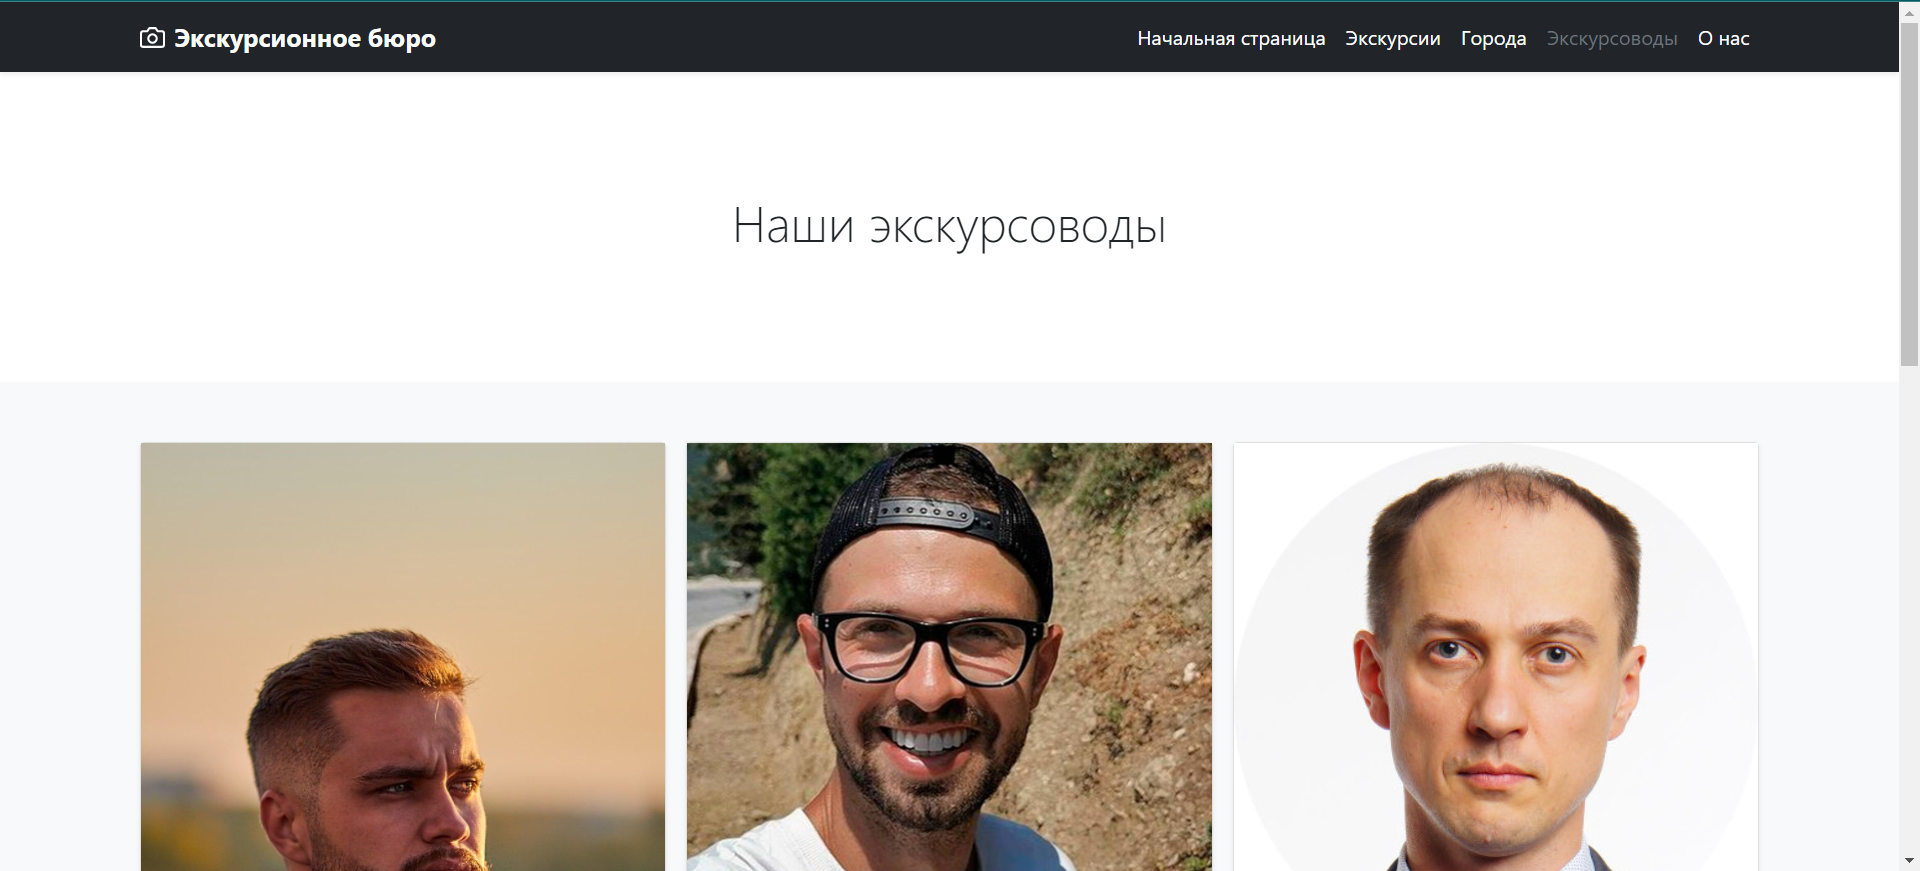 Экскурсионное бюро
Начальная страница Экскурсии Города Экскурсоводы О нас
Наши экскурсоводы